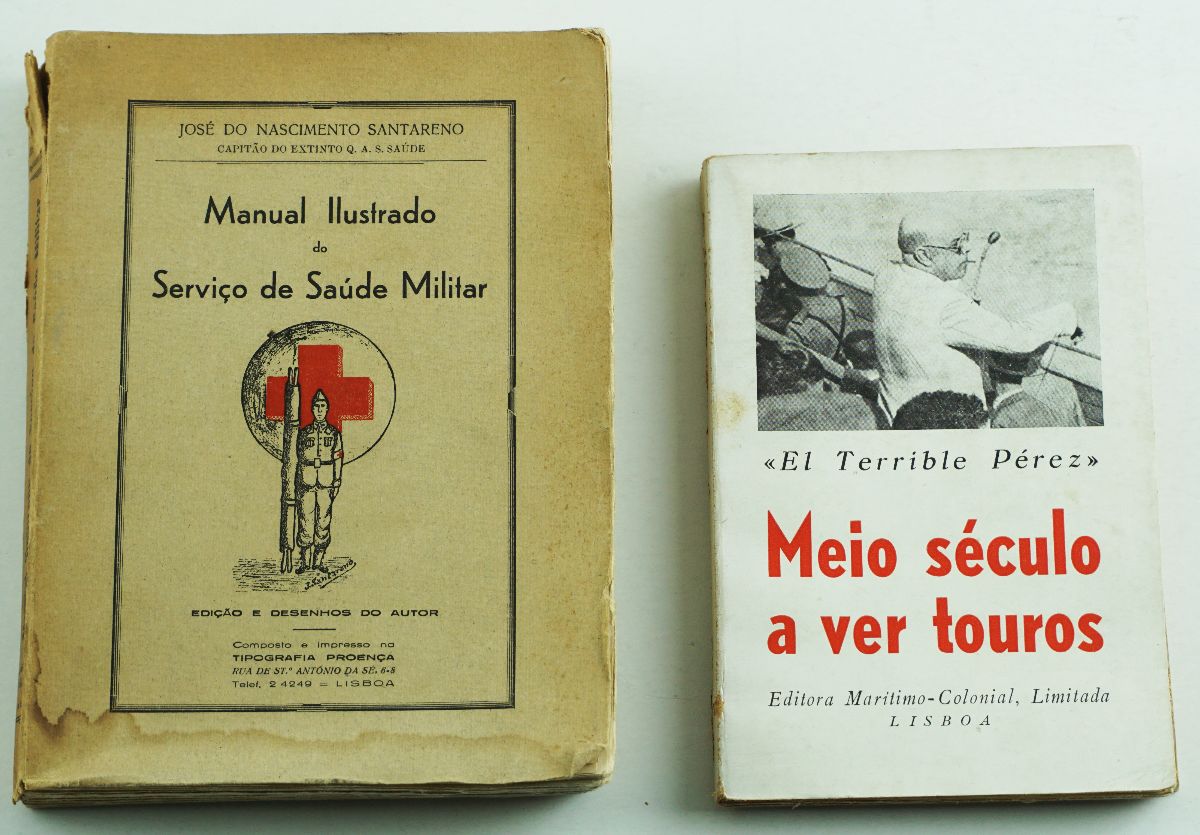 JOSÉ DO NASCIMENTO SANTARENO
CAPITÃO DO EXTINTO Q. A. S. SAÚDE
Manual Ilustrado
do
Serviço de Saúde Militar
J. Santareno
EDIÇÃO E DESENHOS DO AUTOR
Composto e impresso na
TIPOGRAFIA PROENÇA
RUA DE ST.º ANTÓNIO DA SÉ, 6-8
Telef. 2 4249 = LISBOA
«El Terrible Pérez»
Meio século
a ver touros
Editora Marítimo-Colonial, Limitada
LISBOA